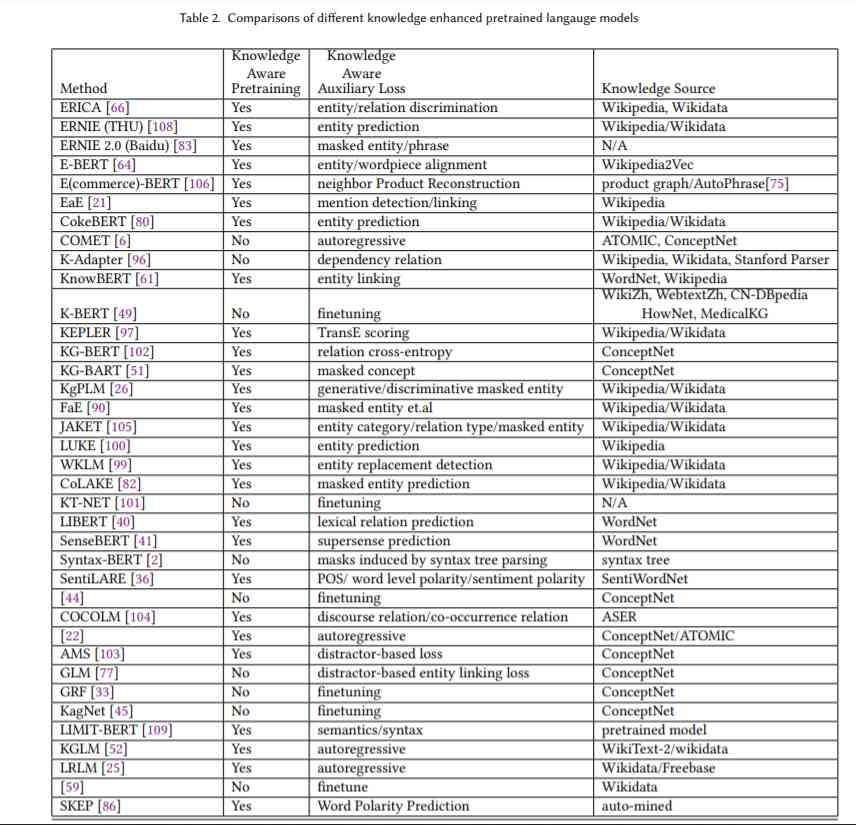 Table 2. Comparisons of different knowledge enhanced pretrained langauge models
Method Knowledge Aware Pretraining Knowledge Aware Auxiliary Loss Knowledge Source
ERICA [66] Yes entity/relation discrimination Wikipedia, Wikidata
ERNIE (THU) [108] Yes entity prediction Wikipedia/Wikidata
ERNIE 2.0 (Baidu) [83] Yes masked entity/phrase N/A
E-BERT [64] Yes entity/wordpiece alignment Wikipedia2Vec
E(commerce)-BERT [106] Yes neighbor Product Reconstruction product graph/AutoPhrase[75]
EaE [21] Yes mention detection/linking Wikipedia
CokeBERT [80] Yes entity prediction Wikipedia/Wikidata
COMET [6] No autoregressive ATOMIC, ConceptNet
K-Adapter [96] No dependency relation Wikipedia, Wikidata, Stanford Parser
KnowBERT [61] Yes entity linking WordNet, Wikipedia
K-BERT [49] No finetuning WikiZh, WebtextZh, CN-DBpedia HowNet, MedicalKG
KEPLER [97] Yes TransE scoring Wikipedia/Wikidata
KG-BERT [102] Yes relation cross-entropy ConceptNet
KG-BART [51] Yes masked concept ConceptNet
KgPLM [26] Yes generative/discriminative masked entity Wikipedia/Wikidata
FaE [90] Yes masked entity et.al Wikipedia/Wikidata
JAKET [105] Yes entity category/relation type/masked entity Wikipedia/Wikidata
LUKE [100] Yes entity prediction Wikipedia
WKLM [99] Yes entity replacement detection Wikipedia/Wikidata
CoLAKE [82] Yes masked entity prediction Wikipedia/Wikidata
KT-NET [101] No finetuning N/A
LIBERT [40] Yes lexical relation prediction WordNet
SenseBERT [41] Yes supersense prediction WordNet
Syntax-BERT [2] No masks induced by syntax tree parsing syntax tree
SentiLARE [36] Yes POS/ word level polarity/sentiment polarity SentiWordNet
[44] No finetuning ConceptNet
COCOLM [104] Yes discourse relation/co-occurrence relation ASER
[22] Yes autoregressive ConceptNet/ATOMIC
AMS [103] Yes distractor-based loss ConceptNet
GLM [77] No distractor-based entity linking loss ConceptNet
GRF [33] No finetuning ConceptNet
KagNet [45] No finetuning ConceptNet
LIMIT-BERT [109] Yes semantics/syntax pretrained model
KGLM [52] Yes autoregressive WikiText-2/wikidata
LRLM [25] Yes autoregressive Wikidata/Freebase
[59] No finetune Wikidata
SKEP [86] Yes Word Polarity Prediction auto-mined